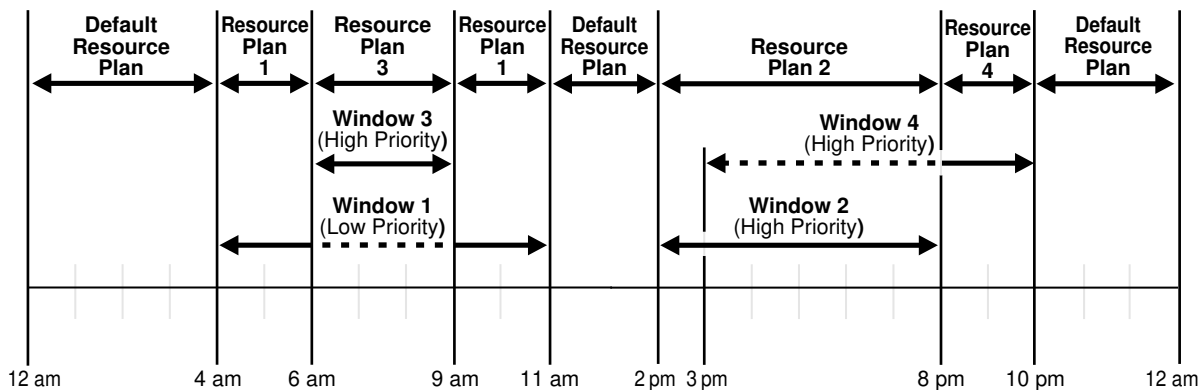 Default
Resource
Plan
Resource
Plan
1
Resource
Plan
3
Resource
Plan
1
Default
Resource
Plan
Resource
Plan 2
Resource
Plan
4
Default
Resource
Plan
Window 3
(High Priority)
Window 4
(High Priority)
Window 1
(Low Priority)
Window 2
(High Priority)
12 am
4 am
6 am
9 am
11 am
2 pm
3 pm
8 pm
10 pm
12 am